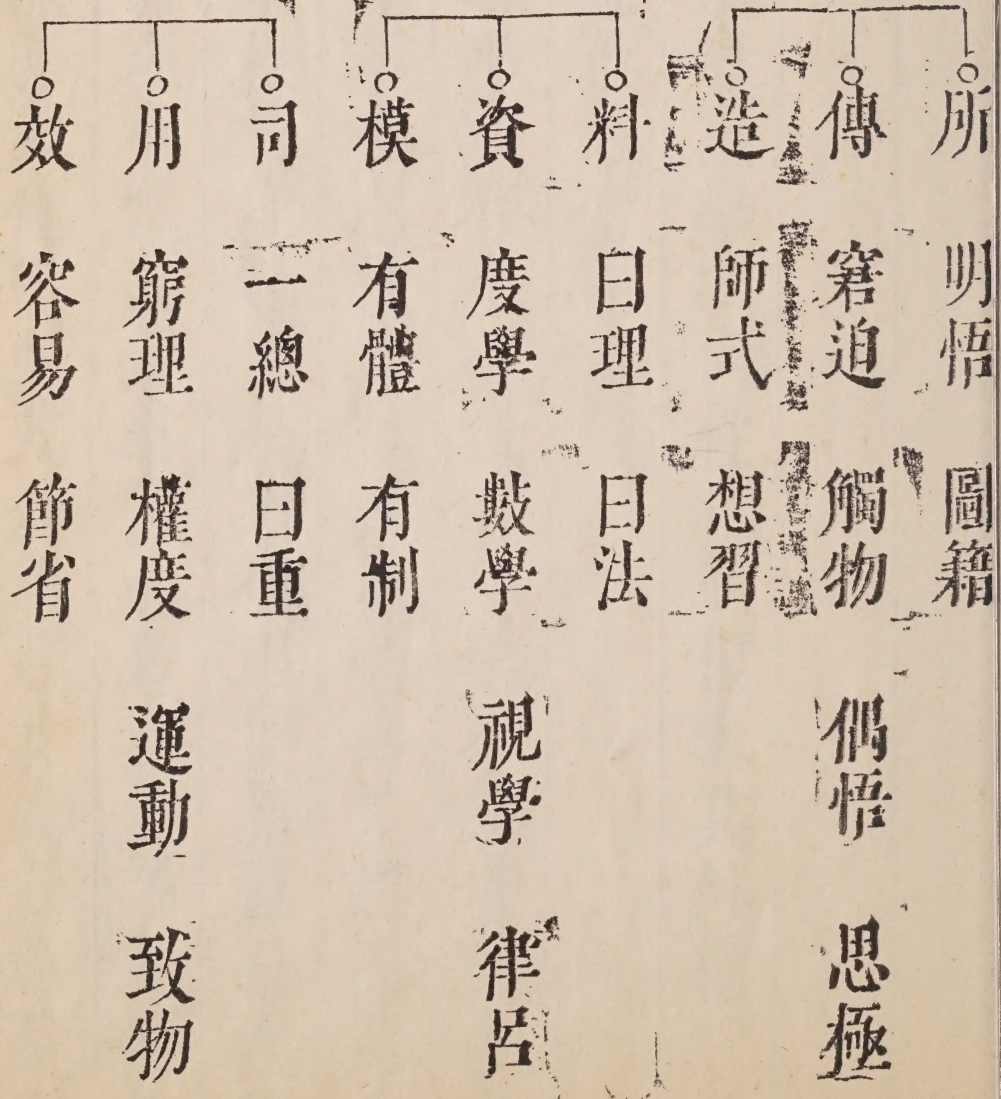 所 明悟 圖籍
傳 窘迫 觸物 偶悟 思極
造 師式 想習
料 曰理 曰法
資 度學 數學 視學 律呂
模 有體 有制
司 一總 曰重
用 窮理 權度 運動 致物
效 容易 節省